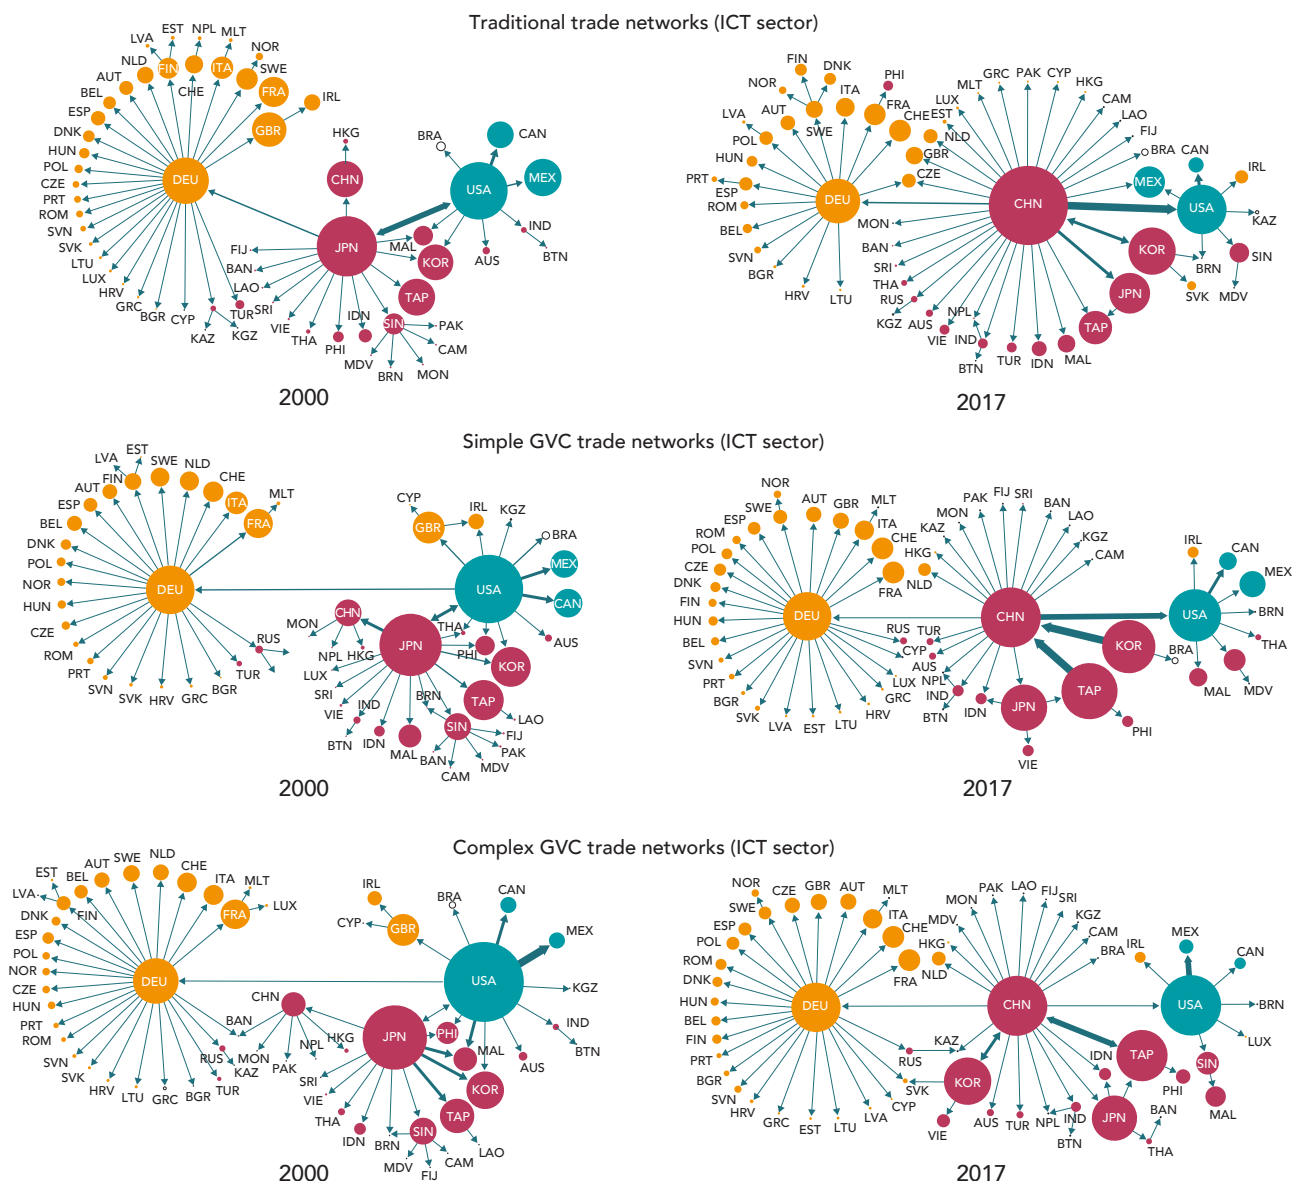 Traditional trade networks (ICT sector)
LVA EST NPL MLT NOR
NLD FIN CHE ITA SWE
AUT FRA IRL
BEL GBR
ESP
DNK
HUN
POL
CZE
PRT
ROM
SVN
SVK
LTU
LUX
HRV
GRC
BGR
CYP
KAZ
KGZ
TUR
DEU
HKG
CHN
JPN
FIJ
BAN
LAO
SRI
VIE
THA
PHI
IDN
MDV
BRN
MON
CAM
PAK
SIN
TAP
KOR
MAL
BRA
CAN
USA
MEX
IND
BTN
AUS
2000
FIN
DNK
NOR
ITA
PHI
LVA
AUT
SWE
FRA
CHE
POL
HUN
GBR
NLD
PRT
ESP
CZE
ROM
DEU
BEL
SVN
BGR
HRV
LTU
EST
LUX
MLT
GRC
PAK
CYP
HKG
CAM
LAO
FIJ
BRA
CAN
IRL
MEX
USA
KAZ
CHN
MON
BAN
SRI
THA
RUS
KGZ
AUS
VIE
NPL
IND
BTN
TUR
IDN
MAL
TAP
JPN
KOR
SVK
BRN
SIN
MDV
2017
Simple GVC trade networks (ICT sector)
LVA
EST
SWE
NLD
CHE
AUT
FIN
ITA
MLT
ESP
FRA
BEL
DNK
POL
NOR
HUN
CZE
ROM
PRT
SVN
SVK
HRV
GRC
BGR
TUR
RUS
DEU
CYP
GBR
IRL
KGZ
BRA
MEX
USA
CAN
AUS
CHN
MON
NPL
HKG
JPN
THA
PHI
KOR
LUX
SRI
VIE
IND
BTN
IDN
MAL
BRN
TAP
LAO
SIN
FIJ
PAK
BAN
CAM
MDV
2000
NOR
SWE
AUT
GBR
MLT
ESP
ITA
ROM
CHE
POL
CZE
FRA
NLD
DNK
FIN
HUN
DEU
BEL
SVN
PRT
BGR
SVK
LVA
EST
LTU
HRV
GRC
LUX
CYP
RUS
HKG
KAZ
MON
PAK
FIJ
SRI
BAN
LAO
KGZ
CAM
CHN
TUR
AUS
NPL
IND
BTN
IDN
JPN
VIE
TAP
PHI
KOR
BRA
IRL
CAN
MEX
USA
BRN
THA
MDV
MAL
2017
Complex GVC trade networks (ICT sector)
EST
BEL
AUT
SWE
NLD
CHE
ITA
MLT
LVA
FIN
FRA
LUX
DNK
ESP
POL
NOR
CZE
HUN
PRT
ROM
SVN
SVK
HRV
LTU
GRC
BGR
TUR
KAZ
RUS
DEU
IRL
CYP
GBR
BRA
CAN
MEX
USA
KGZ
IND
BTN
AUS
CHN
BAN
MON
PAK
NPL
HKG
JPN
PHI
MAL
KOR
SRI
VIE
THA
IDN
BRN
MDV
SIN
FIJ
CAM
TAP
LAO
2000
NOR
CZE
GBR
AUT
MLT
SWE
ESP
ITA
POL
CHE
ROM
FRA
NLD
DNK
HUN
BEL
FIN
DEU
PRT
BGR
SVN
HRV
GRC
EST
LTU
LVA
CYP
SVK
RUS
HKG
MDV
MON
PAK
LAO
FIJ
SRI
KGZ
CAM
BRA
CHN
KAZ
KOR
VIE
AUS
TUR
NPL
IND
BTN
IDN
JPN
TAP
PHI
BAN
THA
IRL
MEX
CAN
USA
BRN
LUX
SIN
MAL
2017